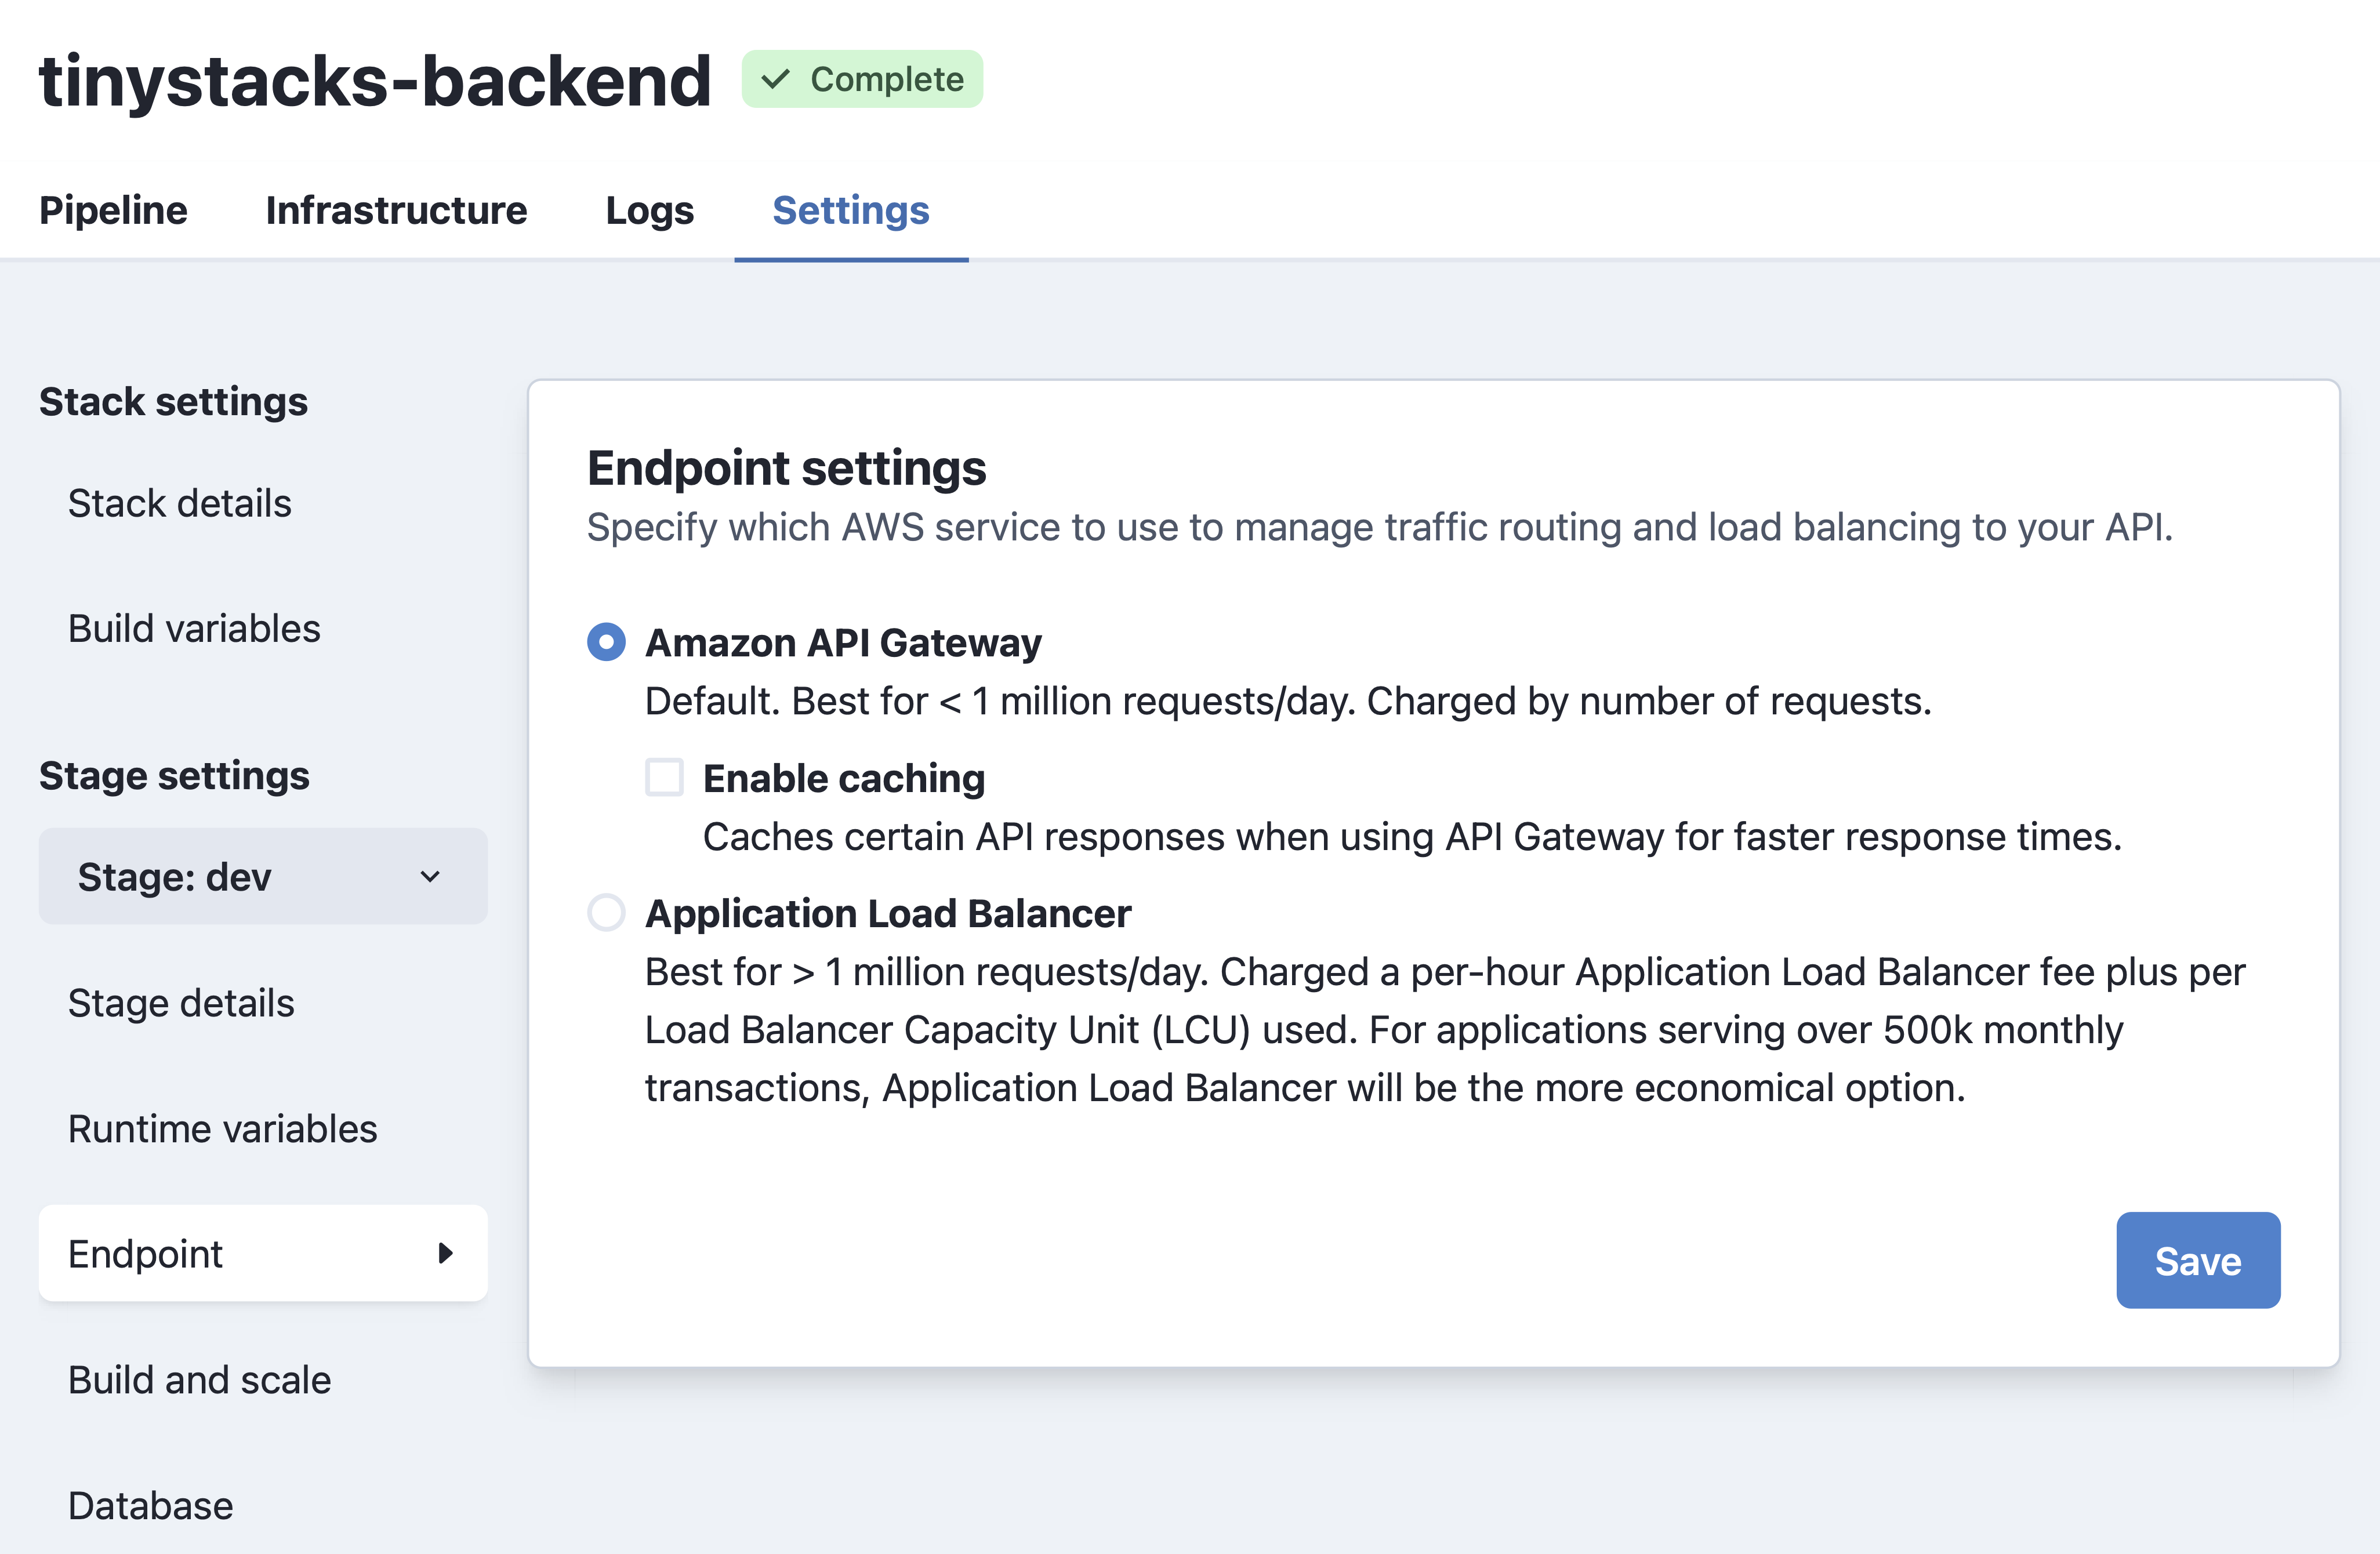 tinystacks-backend
Complete
Pipeline
Infrastructure
Logs
Settings
Stack settings
Stack details
Build variables
Stage settings
Stage: dev
Stage details
Runtime variables
Endpoint
Build and scale
Database
Endpoint settings
Specify which AWS service to use to manage traffic routing and load balancing to your API.
Amazon API Gateway
Default. Best for < 1 million requests/day. Charged by number of requests.
Enable caching
Caches certain API responses when using API Gateway for faster response times.
Application Load Balancer
Best for > 1 million requests/day. Charged a per-hour Application Load Balancer fee plus per
Load Balancer Capacity Unit (LCU) used. For applications serving over 500k monthly
transactions, Application Load Balancer will be the more economical option.
Save